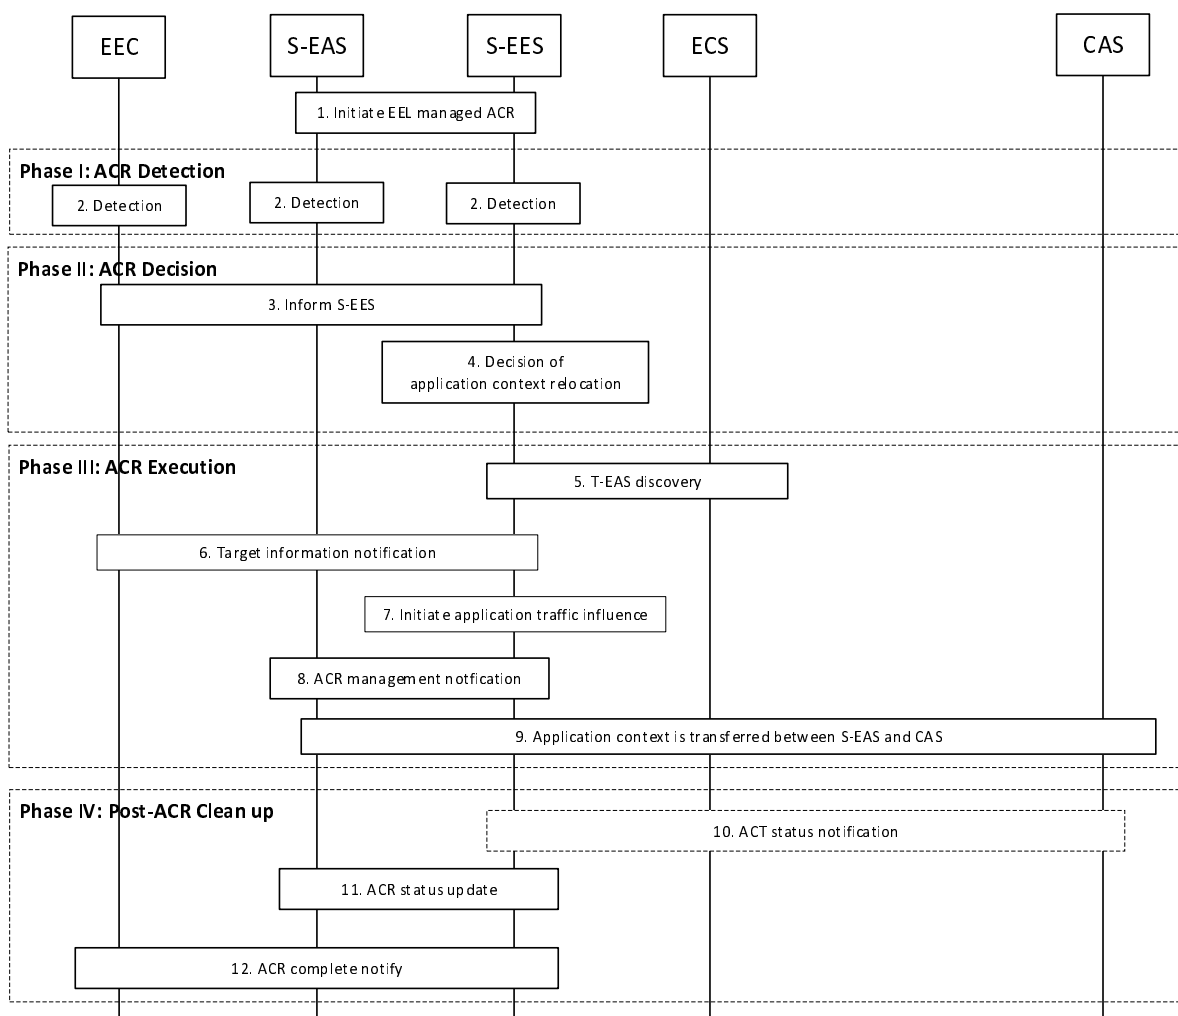 EEC
S-EAS
S-EES
ECS
CAS
1. Initiate EEL managed ACR
Phase I: ACR Detection
2. Detection
2. Detection
2. Detection
Phase II: ACR Decision
3. Inform S-EES
4. Decision of
application context relocation
Phase III: ACR Execution
5. T-EAS discovery
6. Target information notification
7. Initiate application traffic influence
8. ACR management notfication
9. Application context is transferred between S-EAS and CAS
Phase IV: Post-ACR Clean up
10. ACT status notification
11. ACR status update
12. ACR complete notify